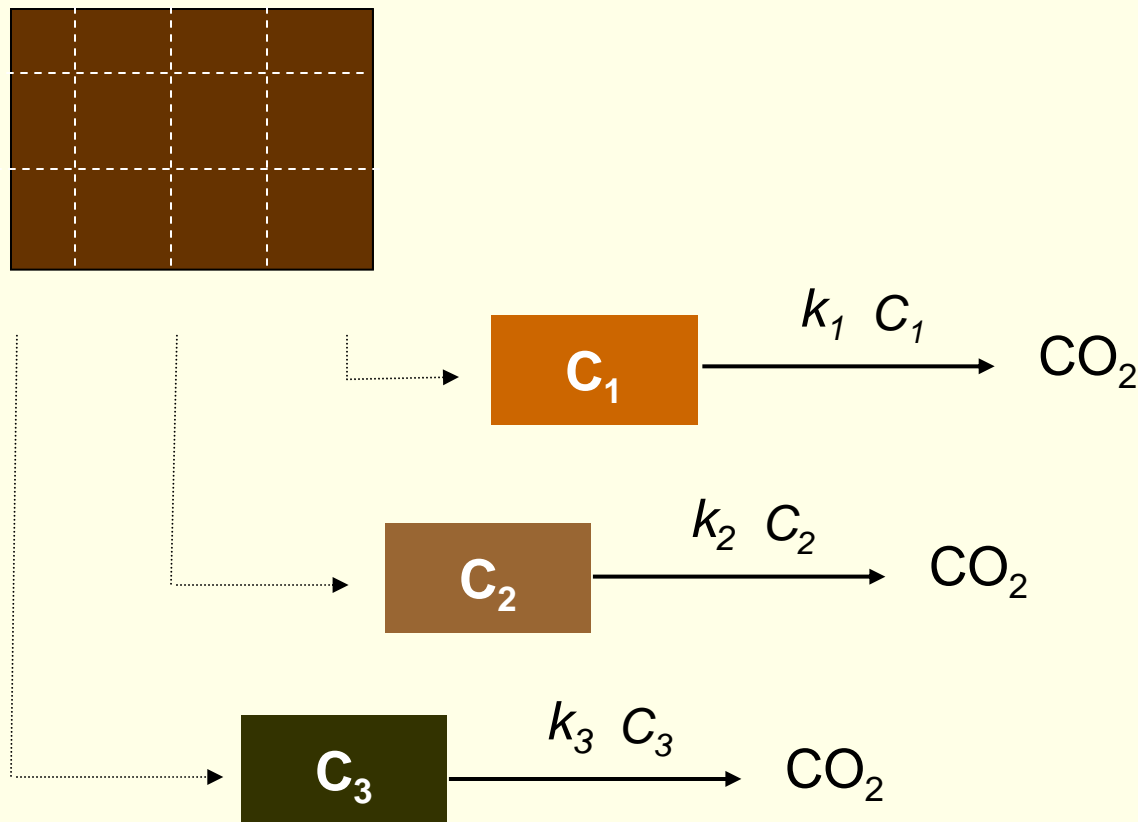 k₁ C₁
C₁
CO₂
k₂ C₂
C₂
CO₂
k₃ C₃
C₃
CO₂